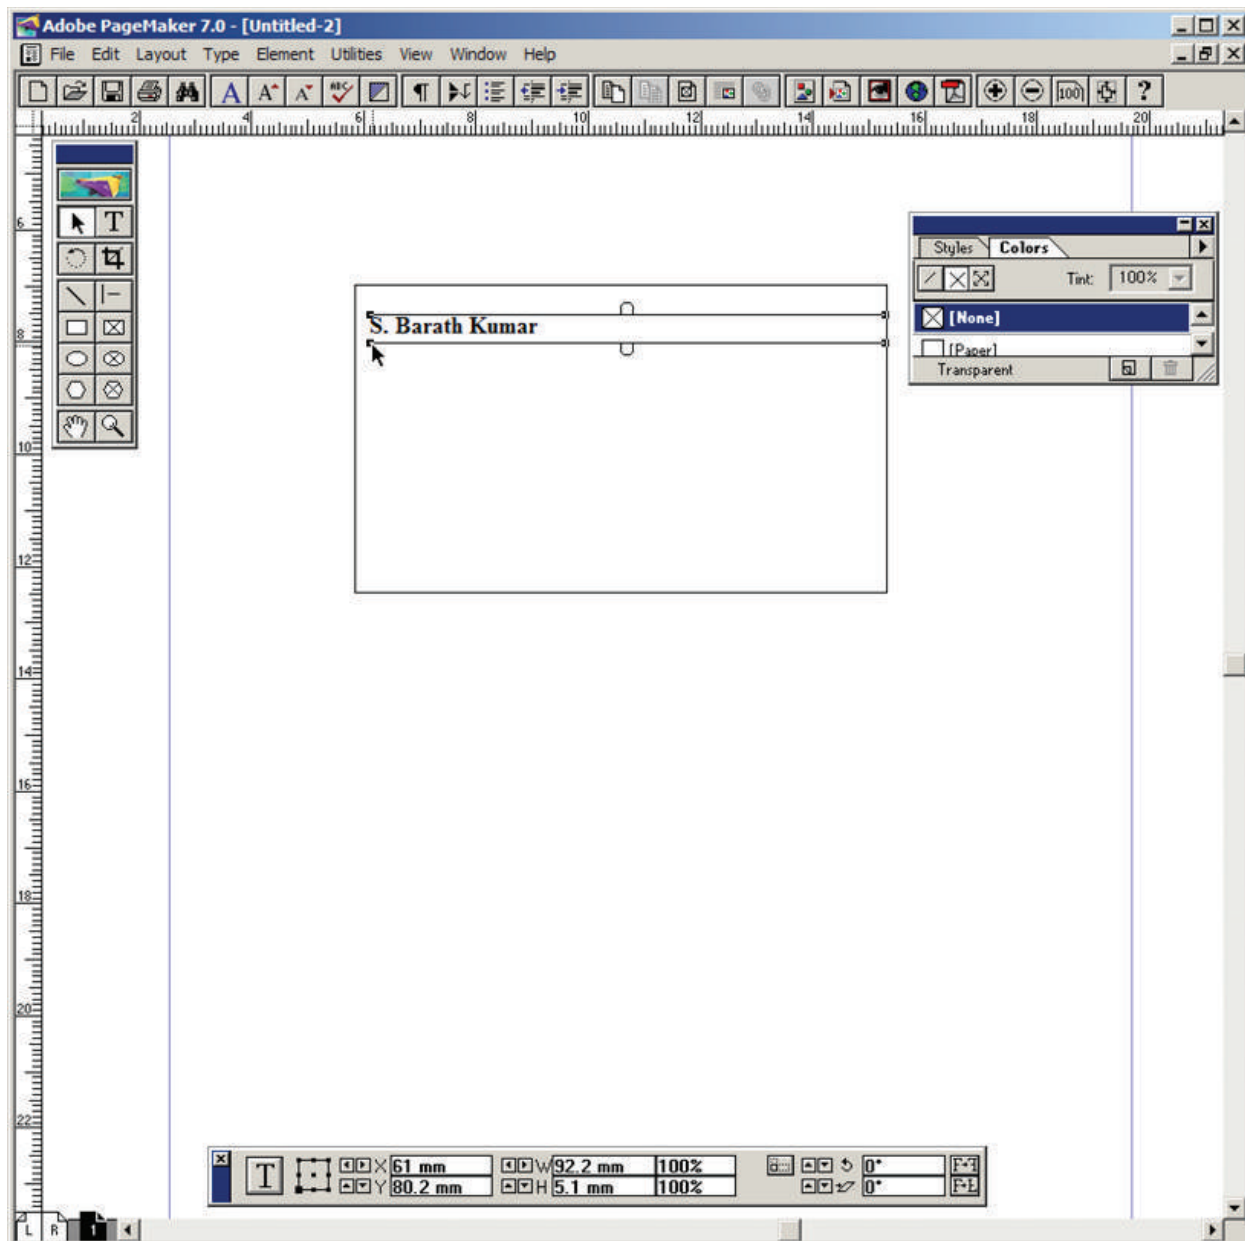 Adobe PageMaker 7.0 - [Untitled-2]
File Edit Layout Type Element Utilities View Window Help
A A A ABC ¶ 100 ?
2 4 6 8 10 12 14 16 18 20
T
Styles Colors
Tint: 100%
[None]
[Paper]
Transparent
S. Barath Kumar
6
8
10
12
14
16
18
20
22
T X 61 mm W 92.2 mm 100% 0°
Y 80.2 mm H 5.1 mm 100% 0°
L R 1